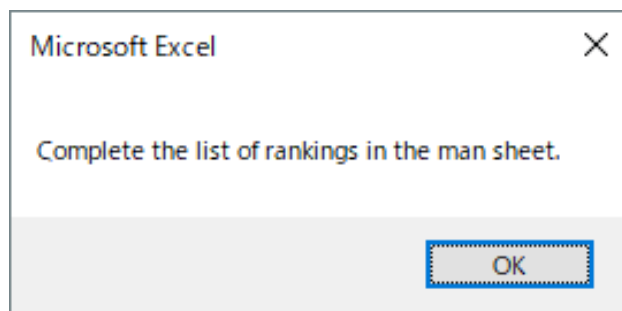 Microsoft Excel
Complete the list of rankings in the man sheet.
OK